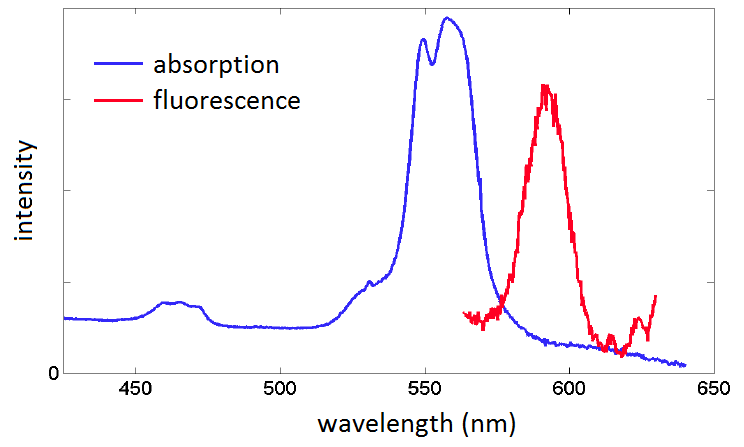 absorption
fluorescence
intensity
0
450 500 550 600 650
wavelength (nm)